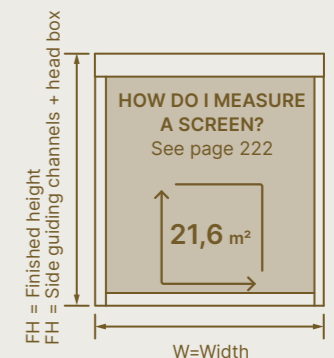 HOW DO I MEASURE
A SCREEN?
See page 222
21,6 m²
FH = Finished height
FH = Side guiding channels + head box
W=Width